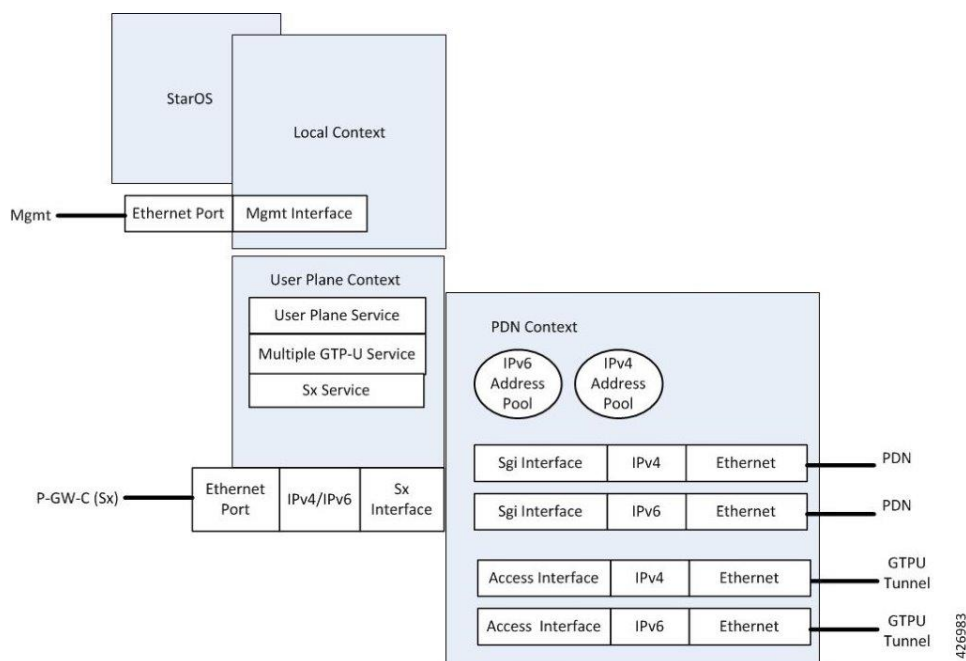 StarOS
Local Context
Mgmt
Ethernet Port
Mgmt Interface
User Plane Context
User Plane Service
Multiple GTP-U Service
Sx Service
PDN Context
IPv6
Address
Pool
IPv4
Address
Pool
Sgi Interface
IPv4
Ethernet
PDN
P-GW-C (Sx)
Ethernet
Port
IPv4/IPv6
Sx
Interface
Sgi Interface
IPv6
Ethernet
PDN
Access Interface
IPv4
Ethernet
GTPU
Tunnel
Access Interface
IPv6
Ethernet
GTPU
Tunnel
426983